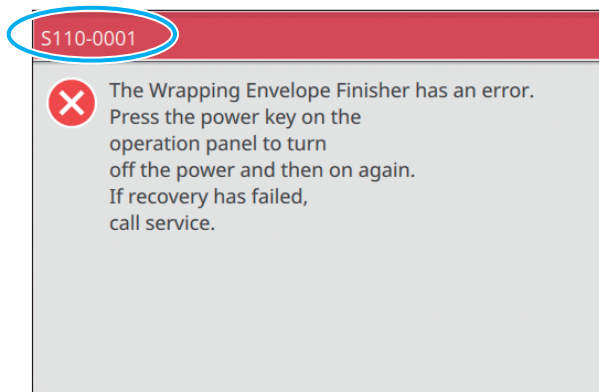 S110-0001
The Wrapping Envelope Finisher has an error.
Press the power key on the
operation panel to turn
off the power and then on again.
If recovery has failed,
call service.